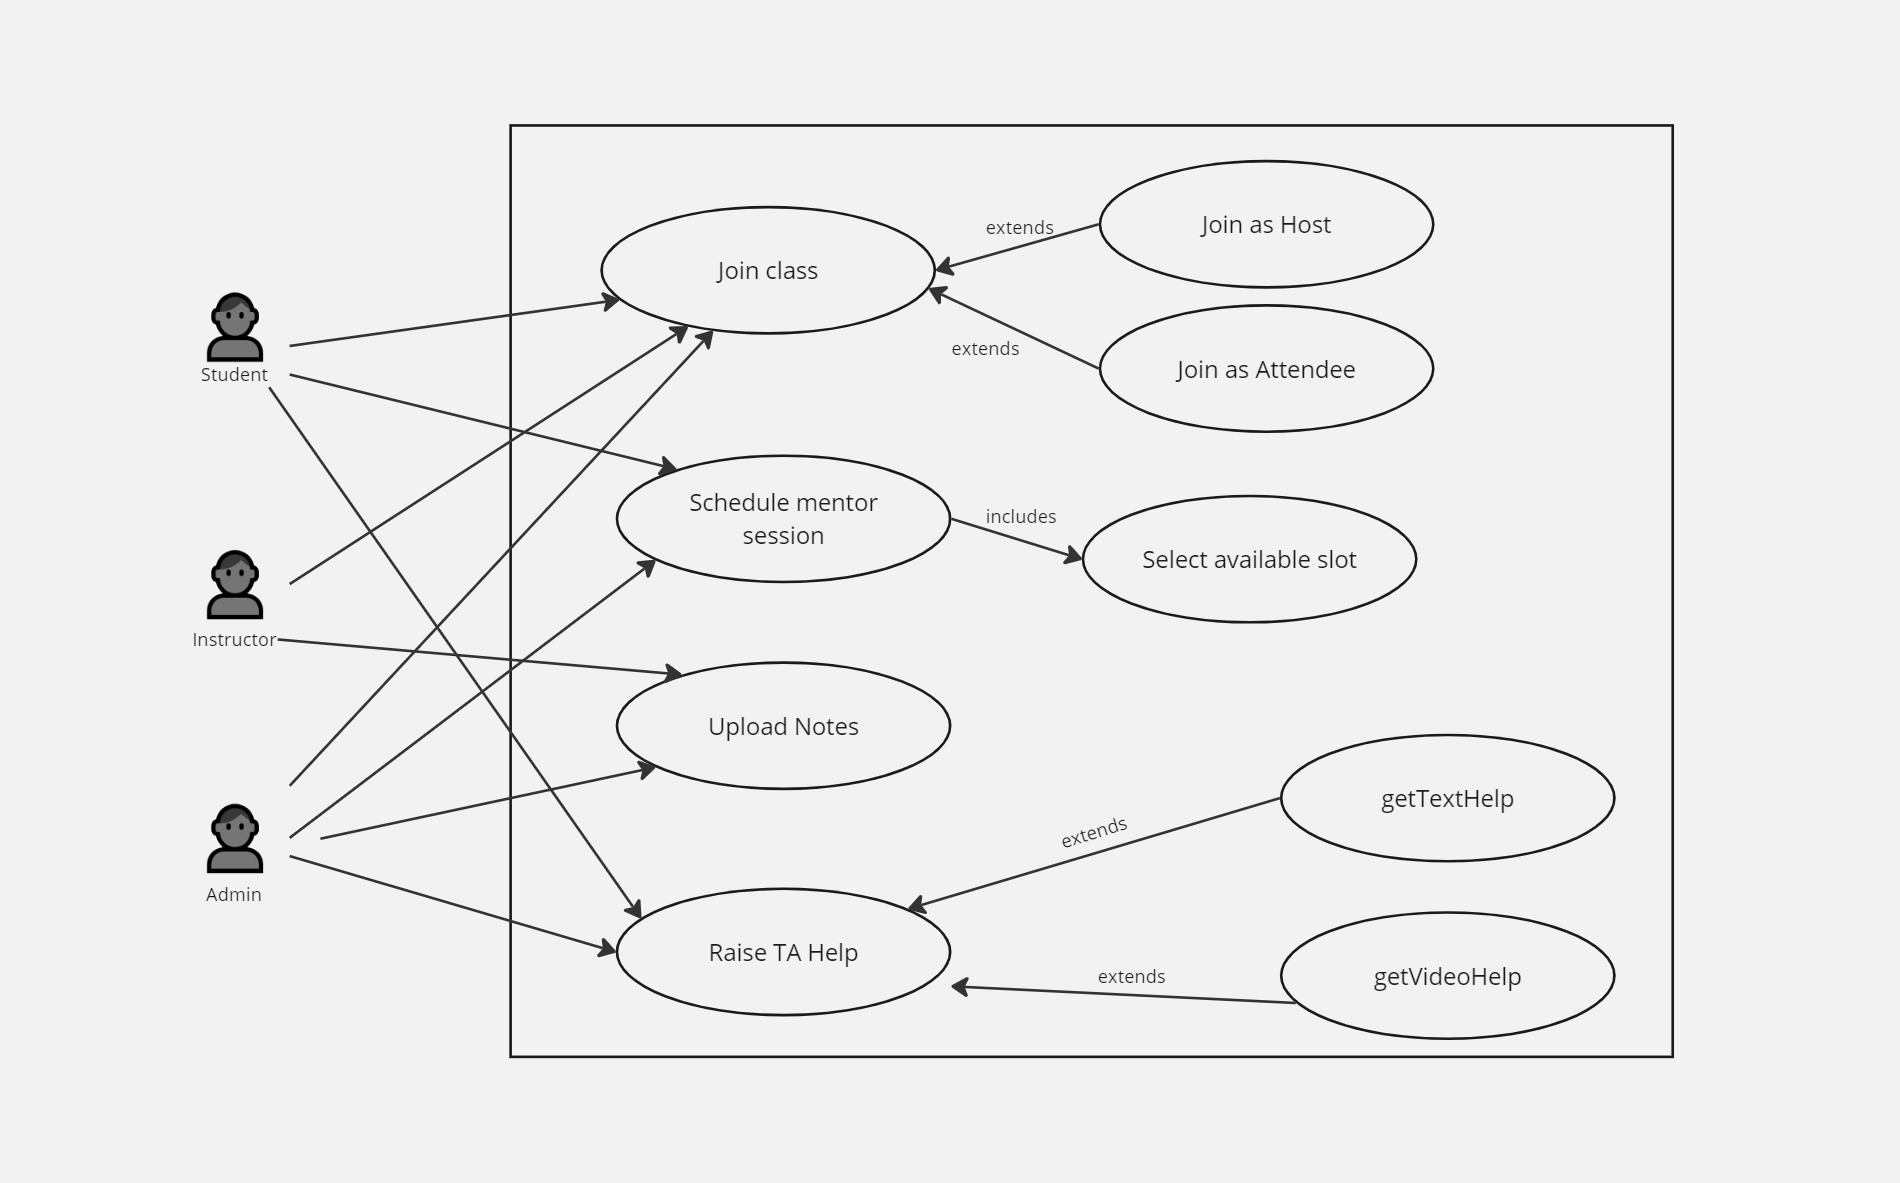 Student
Instructor
Admin
Join class
extends
Join as Host
extends
Join as Attendee
Schedule mentor
session
includes
Select available slot
Upload Notes
Raise TA Help
extends
getTextHelp
extends
getVideoHelp